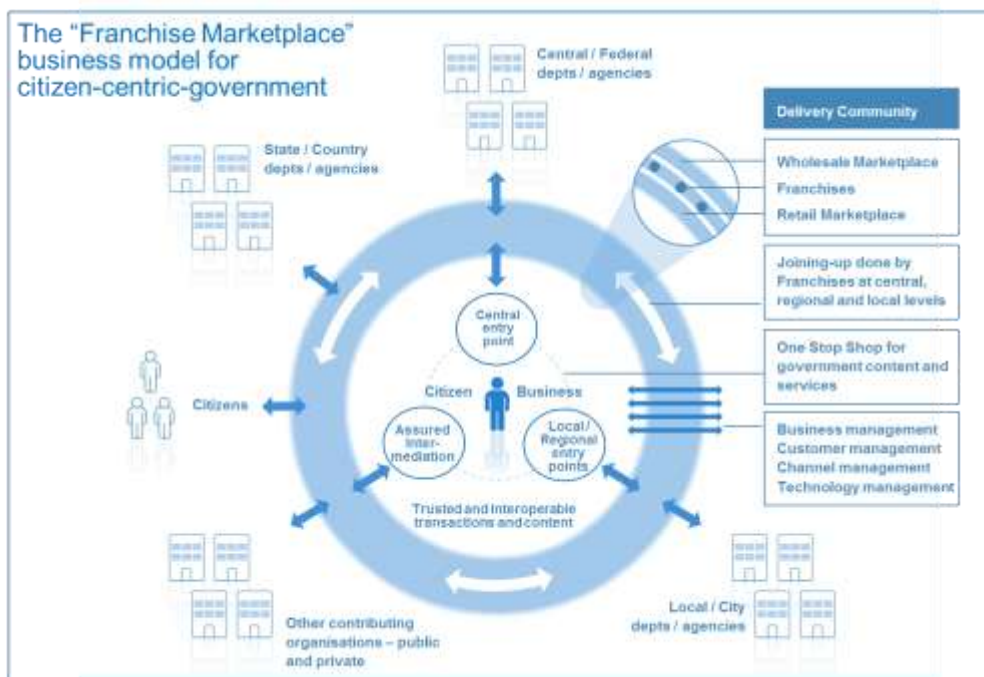 The “Franchise Marketplace”
business model for
citizen-centric-government
Central / Federal
depts / agencies
State / Country
depts / agencies
Delivery Community
Wholesale Marketplace
Franchises
Retail Marketplace
Joining-up done by
Franchises at central,
regional and local levels
Central
entry
point
One Stop Shop for
government content and
services
Citizen
Business
Citizens
Assured
Inter-
mediation
Local /
Regional
entry
points
Business management
Customer management
Channel management
Technology management
Trusted and Interoperable
transactions and content
Other contributing
organisations – public
and private
Local / City
depts / agencies